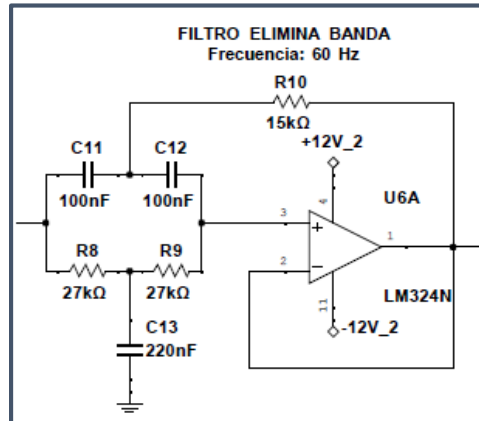 FILTRO ELIMINA BANDA
Frecuencia: 60 Hz
R10
15kΩ
+12V_2
C11
C12
100nF
100nF
U6A
4
3
+
1
2
−
R8
R9
27kΩ
27kΩ
LM324N
11
-12V_2
C13
220nF